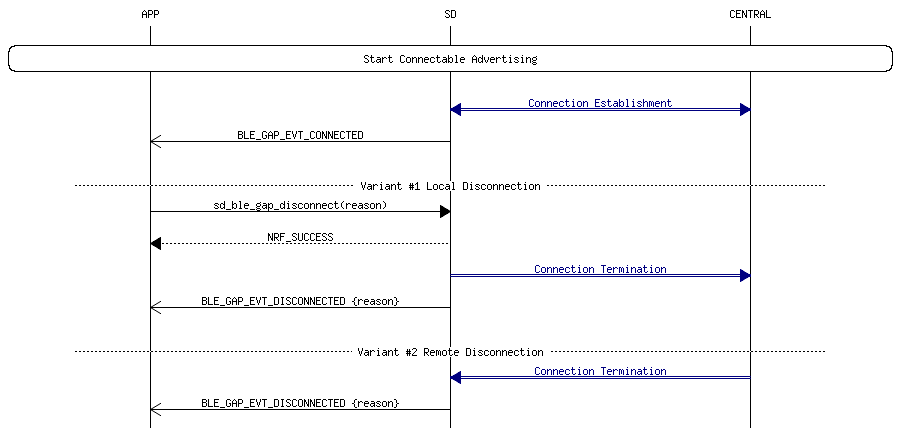 APP SD CENTRAL
Start Connectable Advertising
Connection Establishment
BLE_GAP_EVT_CONNECTED
Variant #1 Local Disconnection
sd_ble_gap_disconnect(reason)
NRF_SUCCESS
Connection Termination
BLE_GAP_EVT_DISCONNECTED {reason}
Variant #2 Remote Disconnection
Connection Termination
BLE_GAP_EVT_DISCONNECTED {reason}